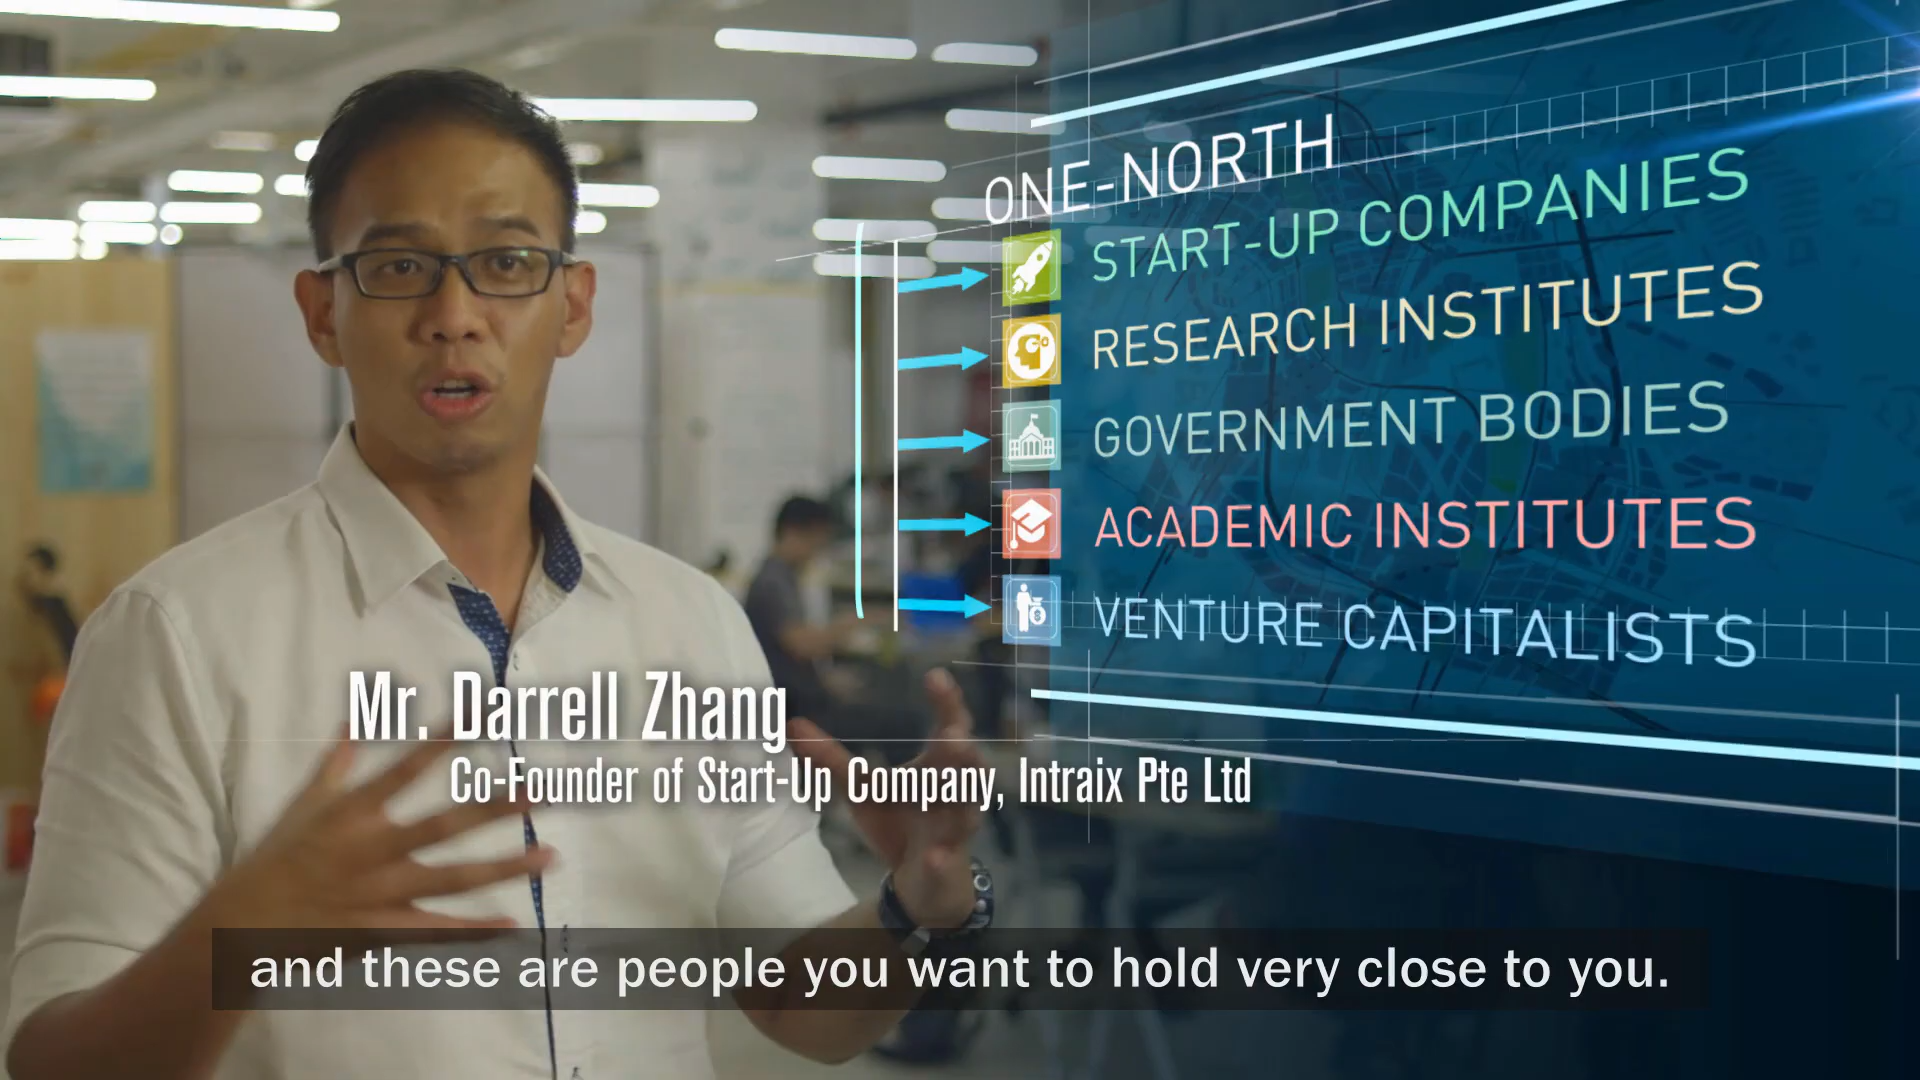 ONE-NORTH
START-UP COMPANIES
RESEARCH INSTITUTES
GOVERNMENT BODIES
ACADEMIC INSTITUTES
VENTURE CAPITALISTS
Mr. Darrell Zhang
Co-Founder of Start-Up Company, Intraix Pte Ltd
and these are people you want to hold very close to you.